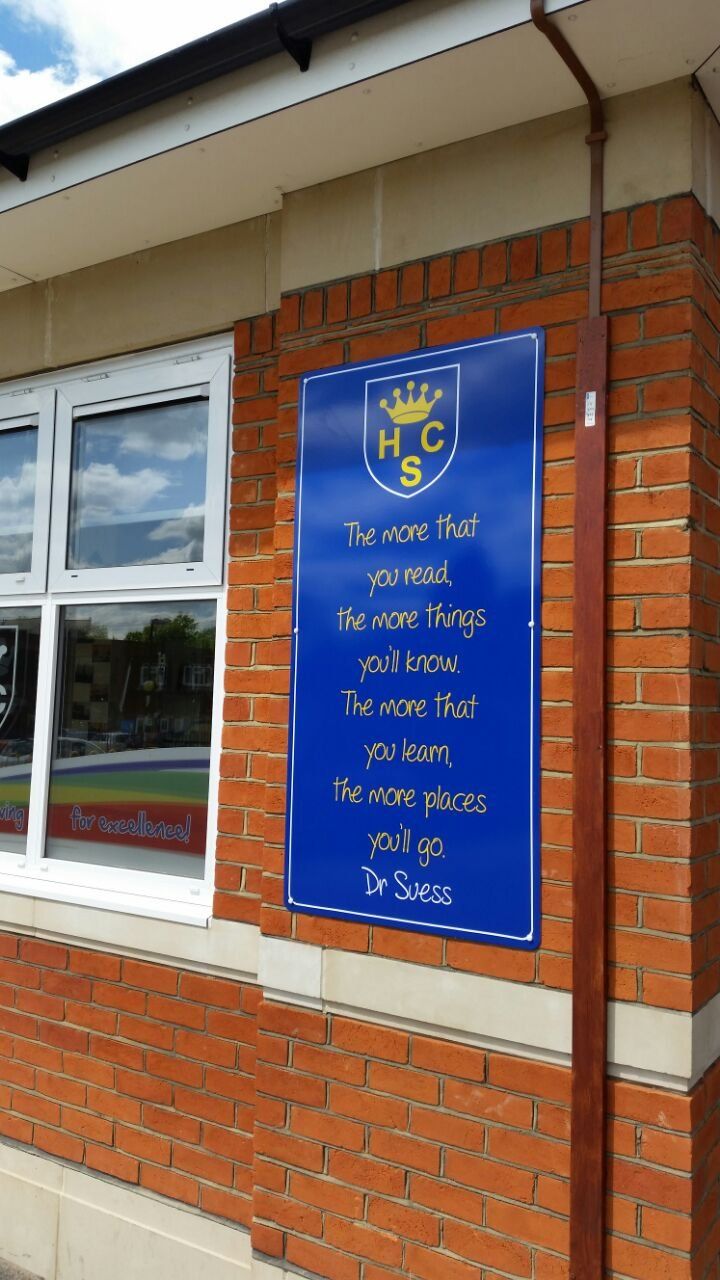 H C
S
The more that
you read,
the more things
you'll know.
The more that
you learn,
the more places
you'll go.
Dr Suess
for excellence!